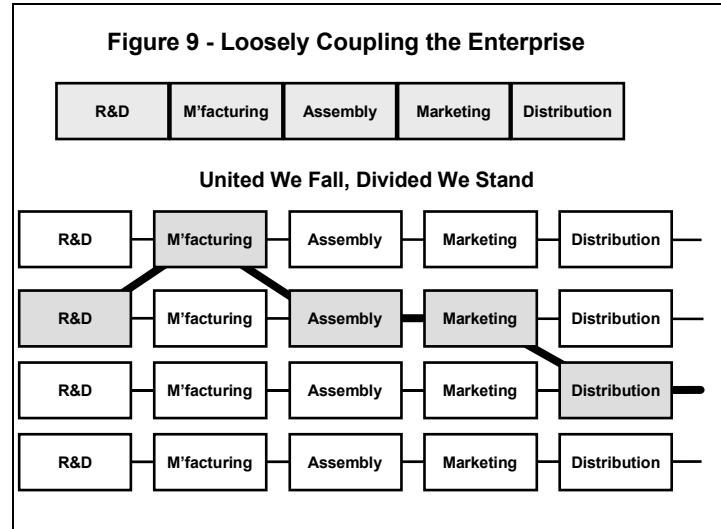 Figure 9 - Loosely Coupling the Enterprise
R&D M'facturing Assembly Marketing Distribution
United We Fall, Divided We Stand
R&D M'facturing Assembly Marketing Distribution
R&D M'facturing Assembly Marketing Distribution
R&D M'facturing Assembly Marketing Distribution
R&D M'facturing Assembly Marketing Distribution